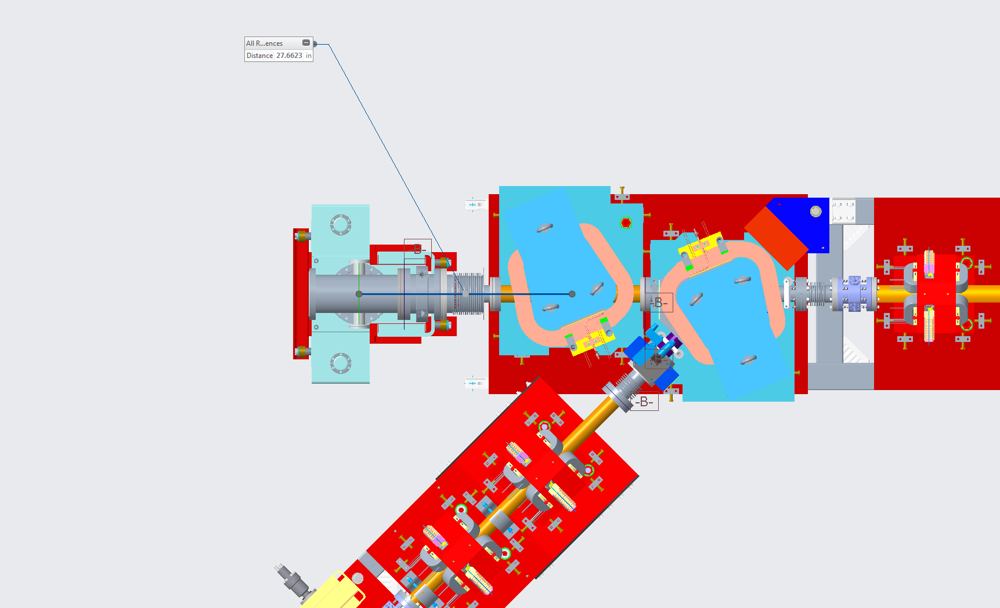 All R...ences
Distance 27.6623 in
-B-
-B-
-B-
-B-